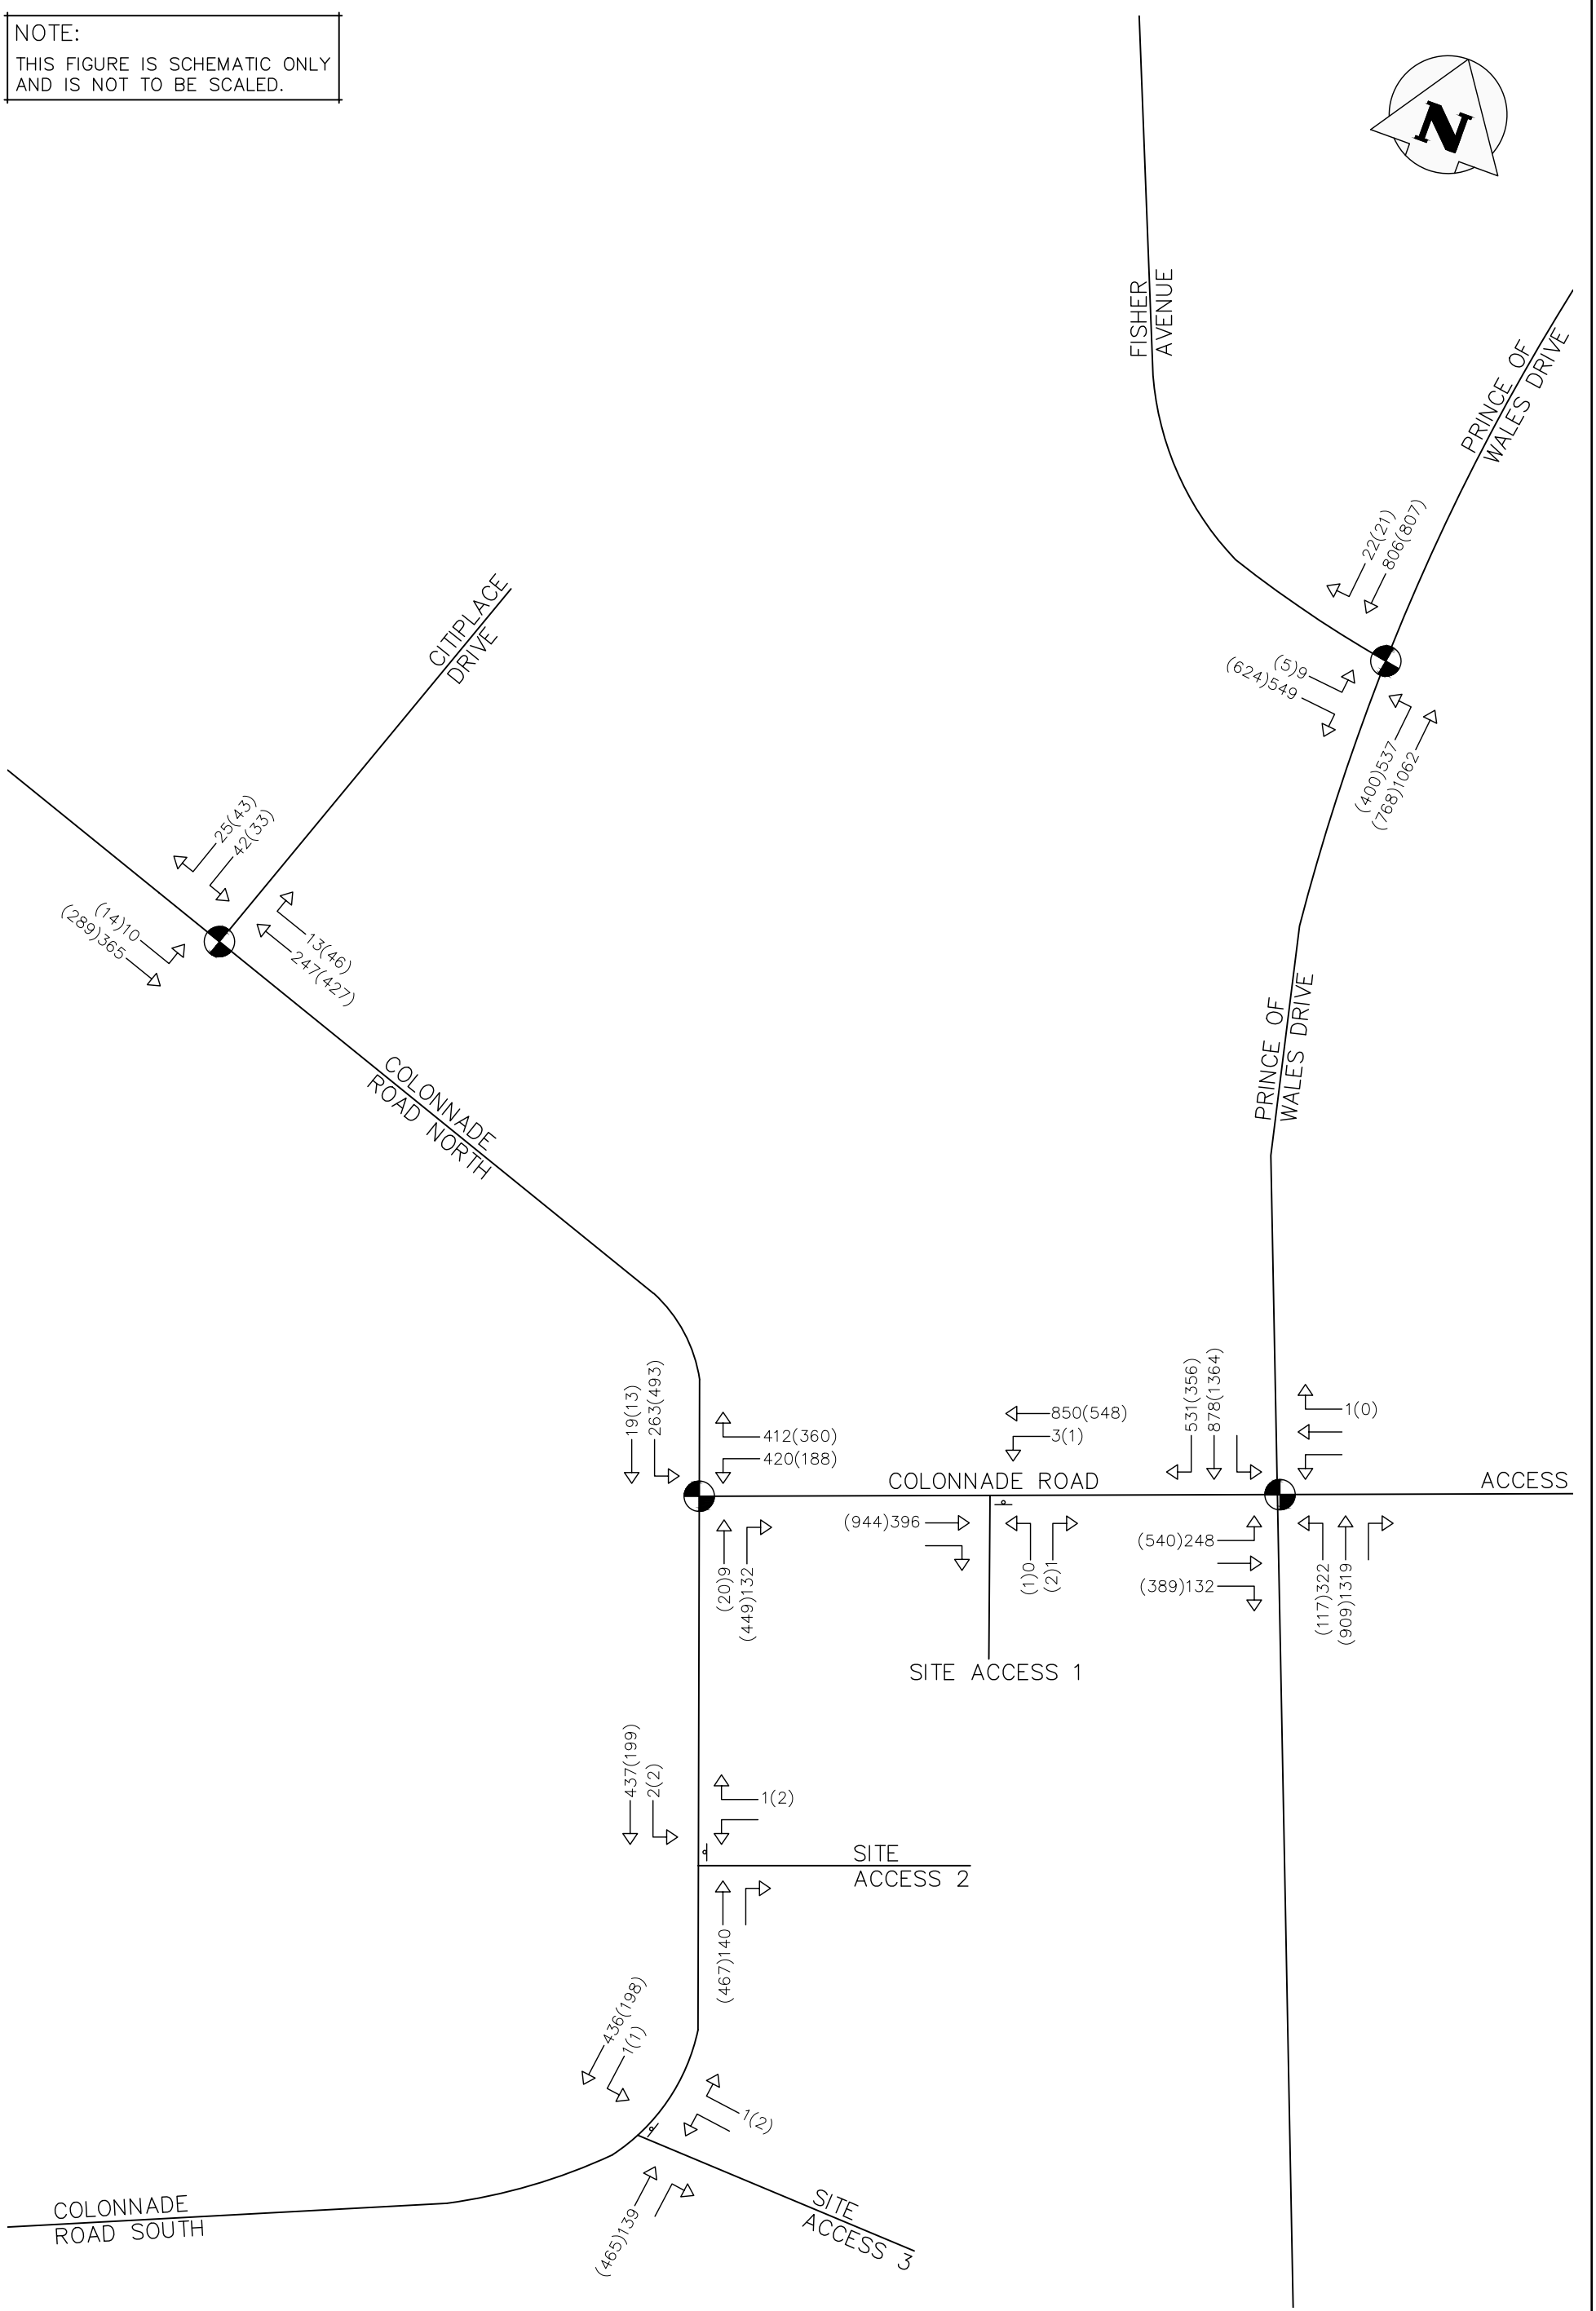 NOTE:
THIS FIGURE IS SCHEMATIC ONLY
AND IS NOT TO BE SCALED.
N
FISHER
AVENUE
PRINCE OF
WALES DRIVE
22(21)
806(807)
(5)9
(624)549
(400)537
(768)1062
CITIPLACE
DRIVE
25(43)
42(33)
(14)10
(289)365
13(46)
247(427)
COLONNADE
ROAD NORTH
PRINCE OF
WALES DRIVE
19(13)
263(493)
412(360)
420(188)
(20)9
(449)132
850(548)
3(1)
COLONNADE ROAD
(944)396
(1)0
(2)1
SITE ACCESS 1
531(356)
878(1364)
1(0)
ACCESS
(540)248
(389)132
(117)322
(909)1319
437(199)
2(2)
1(2)
SITE
ACCESS 2
(467)140
436(198)
1(1)
1(2)
(465)139
SITE
ACCESS 3
COLONNADE
ROAD SOUTH